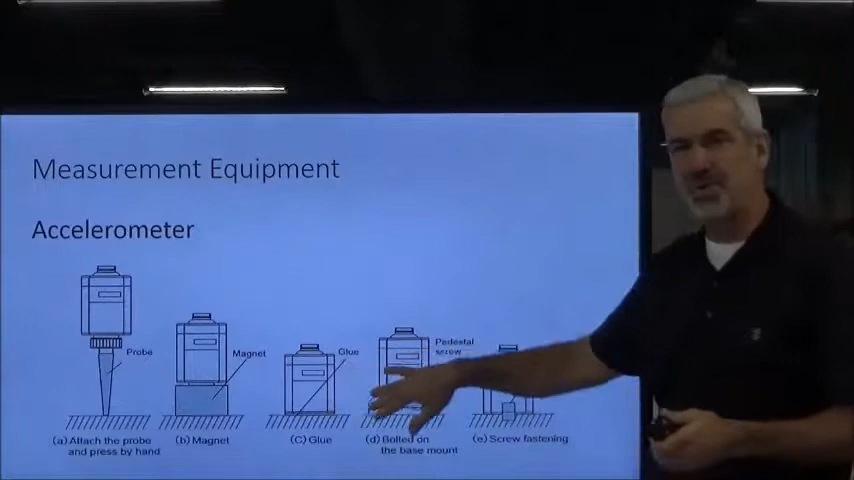 Measurement Equipment
Accelerometer
Probe
Magnet
Glue
Pedestal
screw
(a) Attach the probe
and press by hand
(b) Magnet
(C) Glue
(d) Bolted on
the base mount
(e) Screw fastening